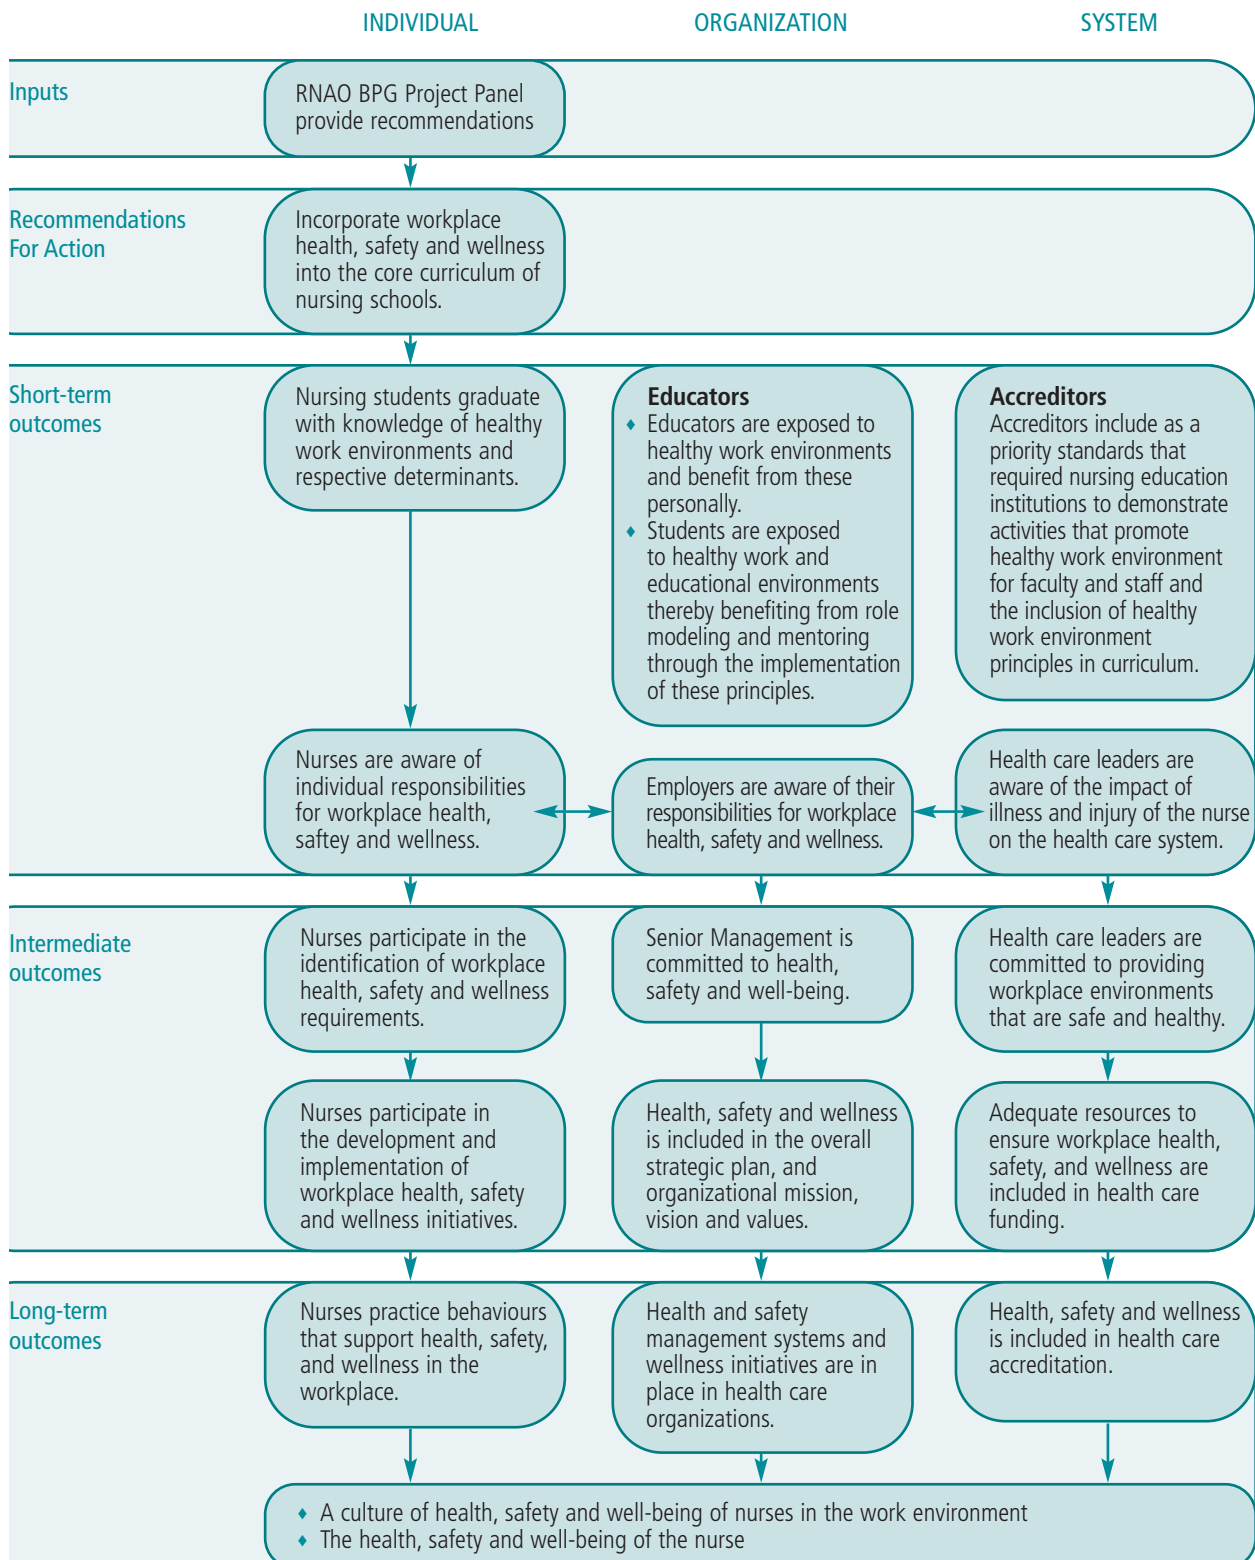 INDIVIDUAL
ORGANIZATION
SYSTEM
Inputs
RNAO BPG Project Panel
provide recommendations
Recommendations
For Action
Incorporate workplace
health, safety and wellness
into the core curriculum of
nursing schools.
Short-term
outcomes
Nursing students graduate
with knowledge of healthy
work environments and
respective determinants.
Educators
♦ Educators are exposed to
healthy work environments
and benefit from these
personally.
♦ Students are exposed
to healthy work and
educational environments
thereby benefiting from role
modeling and mentoring
through the implementation
of these principles.
Accreditors
Accreditors include as a
priority standards that
required nursing education
institutions to demonstrate
activities that promote
healthy work environment
for faculty and staff and
the inclusion of healthy
work environment
principles in curriculum.
Nurses are aware of
individual responsibilities
for workplace health,
saftey and wellness.
Employers are aware of their
responsibilities for workplace
health, safety and wellness.
Health care leaders are
aware of the impact of
illness and injury of the nurse
on the health care system.
Intermediate
outcomes
Nurses participate in the
identification of workplace
health, safety and wellness
requirements.
Senior Management is
committed to health,
safety and well-being.
Health care leaders are
committed to providing
workplace environments
that are safe and healthy.
Nurses participate in
the development and
implementation of
workplace health, safety
and wellness initiatives.
Health, safety and wellness
is included in the overall
strategic plan, and
organizational mission,
vision and values.
Adequate resources to
ensure workplace health,
safety, and wellness are
included in health care
funding.
Long-term
outcomes
Nurses practice behaviours
that support health, safety,
and wellness in the
workplace.
Health and safety
management systems and
wellness initiatives are in
place in health care
organizations.
Health, safety and wellness
is included in health care
accreditation.
♦ A culture of health, safety and well-being of nurses in the work environment
♦ The health, safety and well-being of the nurse